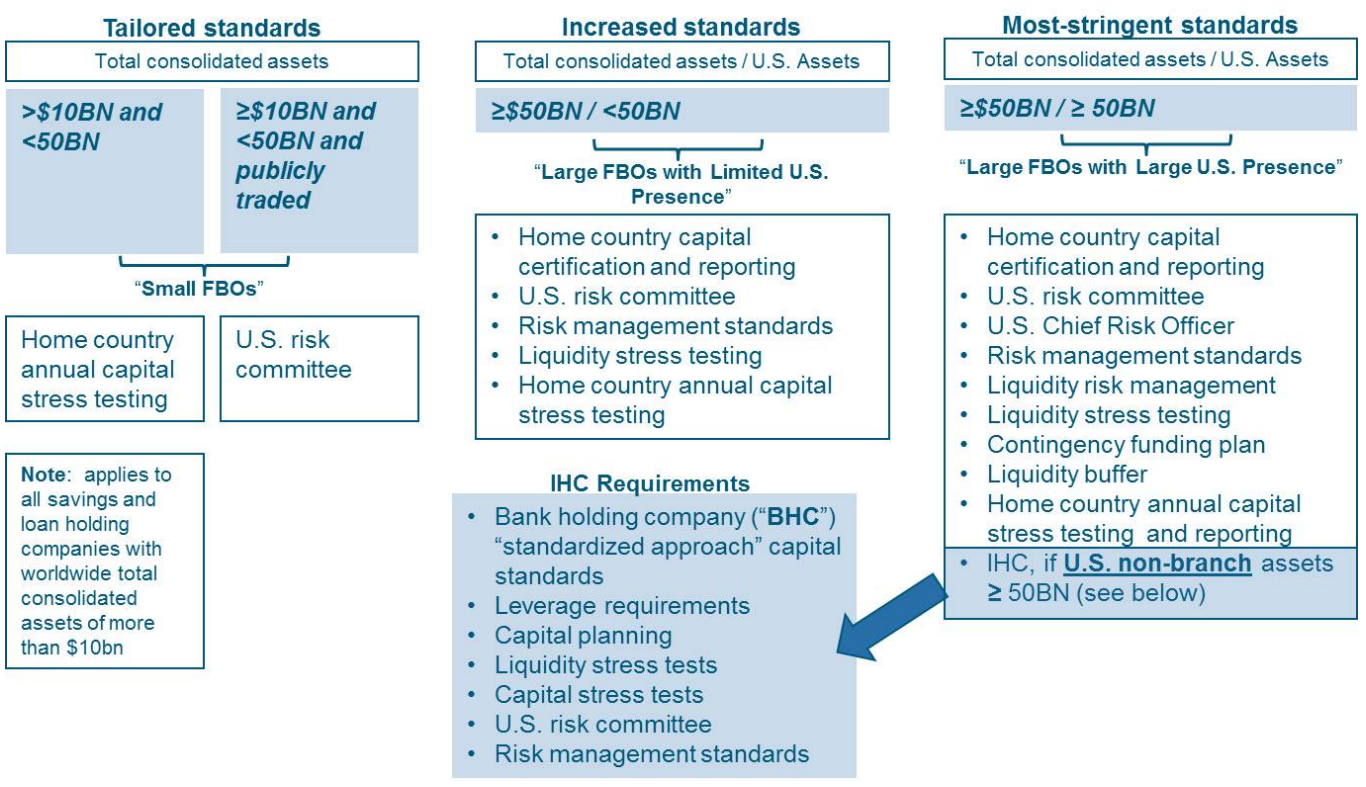 Tailored standards
Total consolidated assets
>$10BN and
<50BN
≥$10BN and
<50BN and
publicly
traded
“Small FBOs”
Home country
annual capital
stress testing
U.S. risk
committee
Note: applies to
all savings and
loan holding
companies with
worldwide total
consolidated
assets of more
than $10bn
Increased standards
Total consolidated assets / U.S. Assets
≥$50BN / <50BN
“Large FBOs with Limited U.S.
Presence”
• Home country capital
certification and reporting
• U.S. risk committee
• Risk management standards
• Liquidity stress testing
• Home country annual capital
stress testing
IHC Requirements
• Bank holding company (“BHC”)
“standardized approach” capital
standards
• Leverage requirements
• Capital planning
• Liquidity stress tests
• Capital stress tests
• U.S. risk committee
• Risk management standards
Most-stringent standards
Total consolidated assets / U.S. Assets
≥$50BN / ≥ 50BN
“Large FBOs with Large U.S. Presence”
• Home country capital
certification and reporting
• U.S. risk committee
• U.S. Chief Risk Officer
• Risk management standards
• Liquidity risk management
• Liquidity stress testing
• Contingency funding plan
• Liquidity buffer
• Home country annual capital
stress testing and reporting
• IHC, if U.S. non-branch assets
≥ 50BN (see below)